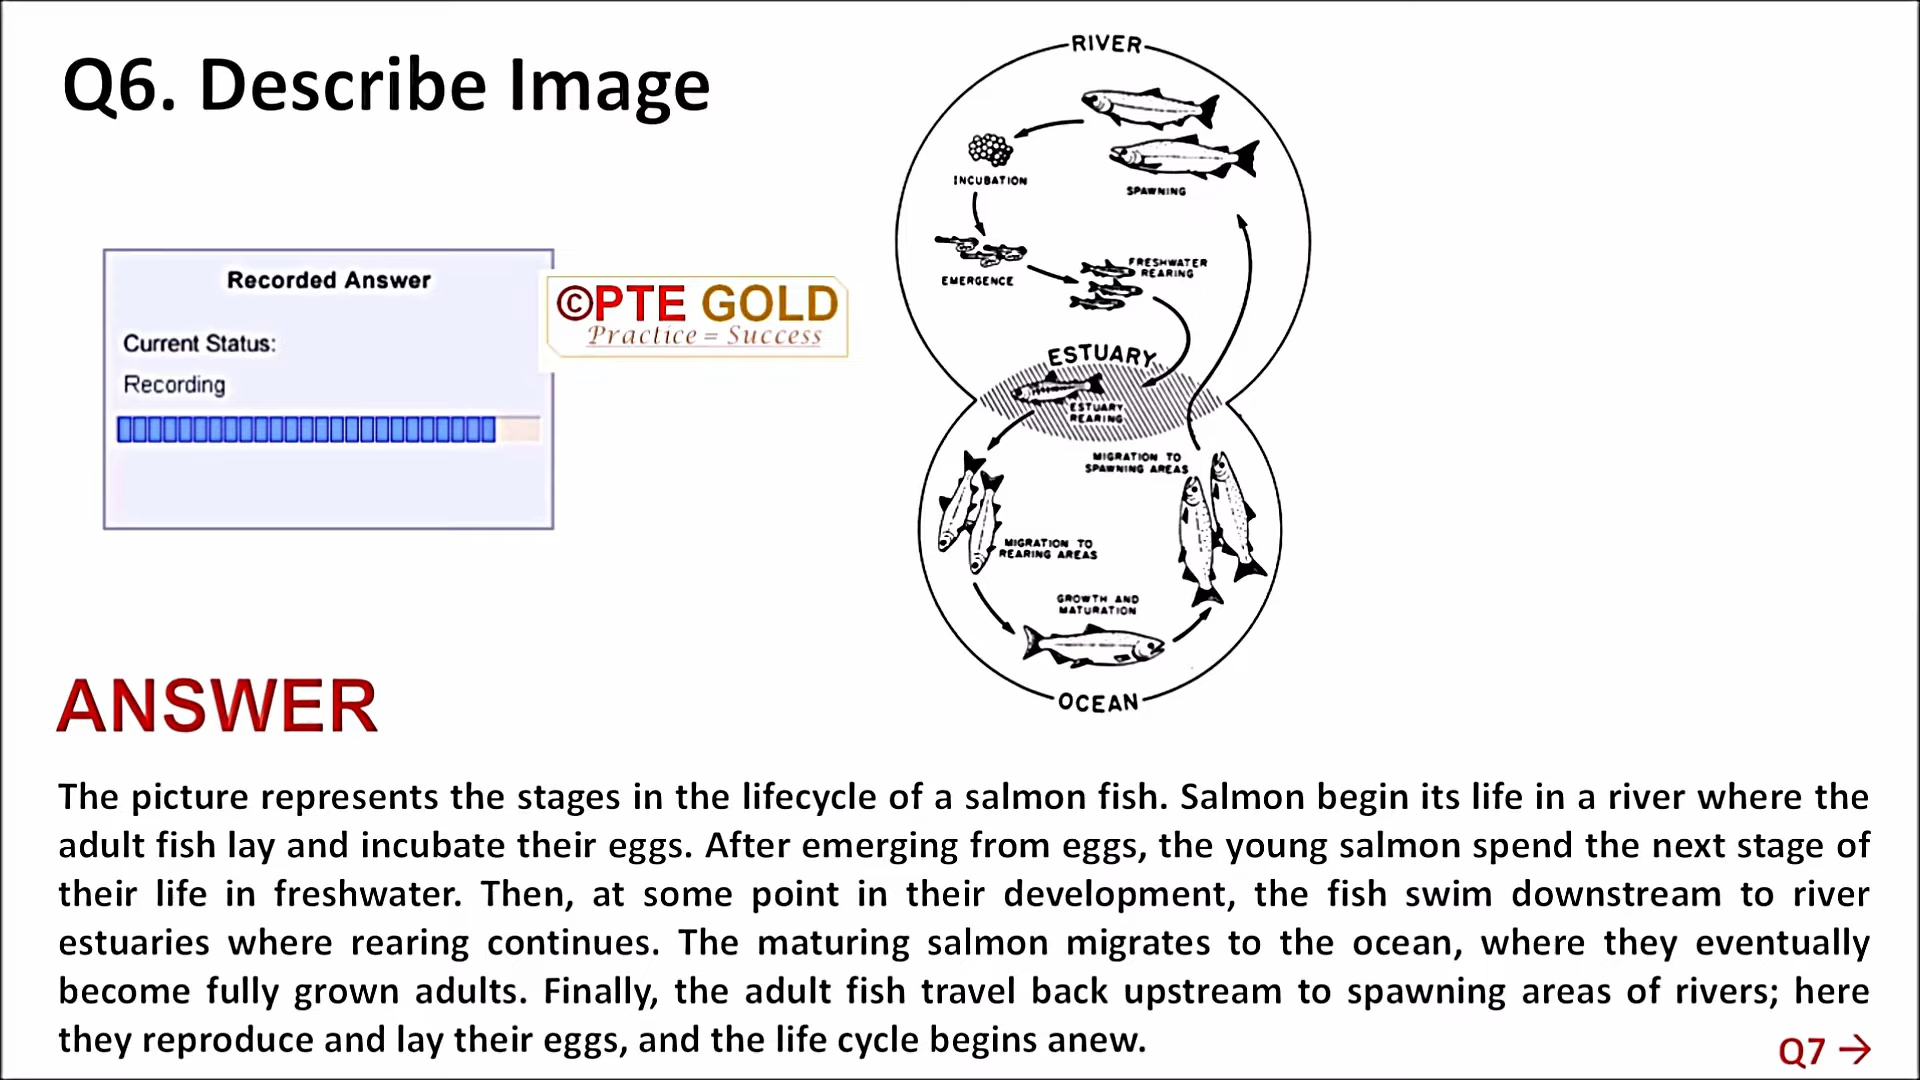 Q6. Describe Image
RIVER
INCUBATION
SPAWNING
EMERGENCE
FRESHWATER
REARING
ESTUARY
ESTUARY
REARING
MIGRATION TO
SPAWNING AREAS
MIGRATION TO
REARING AREAS
GROWTH AND
MATURATION
OCEAN
Recorded Answer
Current Status:
Recording
©PTE GOLD
Practice = Success
ANSWER
The picture represents the stages in the lifecycle of a salmon fish. Salmon begin its life in a river where the
adult fish lay and incubate their eggs. After emerging from eggs, the young salmon spend the next stage of
their life in freshwater. Then, at some point in their development, the fish swim downstream to river
estuaries where rearing continues. The maturing salmon migrates to the ocean, where they eventually
become fully grown adults. Finally, the adult fish travel back upstream to spawning areas of rivers; here
they reproduce and lay their eggs, and the life cycle begins anew.
Q7 →